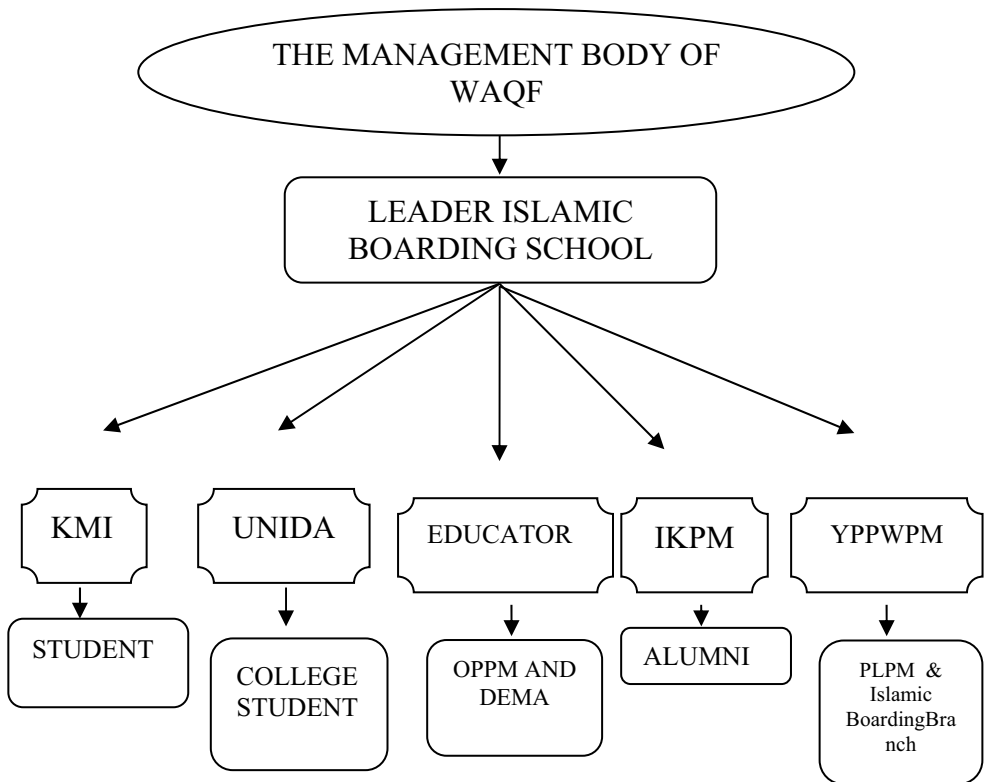 THE MANAGEMENT BODY OF
WAQF
LEADER ISLAMIC
BOARDING SCHOOL
KMI
UNIDA
EDUCATOR
IKPM
YPPWPM
STUDENT
COLLEGE
STUDENT
OPPM AND
DEMA
ALUMNI
PLPM &
Islamic
BoardingBra
nch